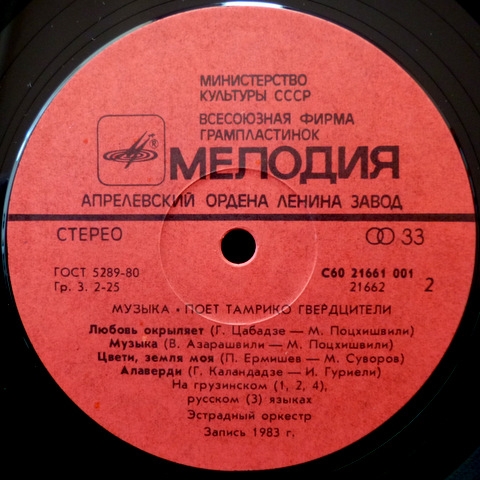 МИНИСТЕРСТВО
КУЛЬТУРЫ СССР
ВСЕСОЮЗНАЯ ФИРМА
ГРАМПЛАСТИНОК
МЕЛОДИЯ
АПРЕЛЕВСКИЙ ОРДЕНА ЛЕНИНА ЗАВОД
СТЕРЕО 33
ГОСТ 5289-80 С60 21661 001
Гр. 3. 2-25 21662 2
МУЗЫКА • ПОЕТ ТАМРИКО ГВЕРДЦИТЕЛИ
Любовь окрыляет (Г. Цабадзе — М. Поцхишвили)
Музыка (В. Азарашвили — М. Поцхишвили)
Цвети, земля моя (П. Ермишев — М. Суворов)
Алаверди (Г. Каландадзе — И. Гуриели)
На грузинском (1, 2, 4),
русском (3) языках
Эстрадный оркестр
Запись 1983 г.